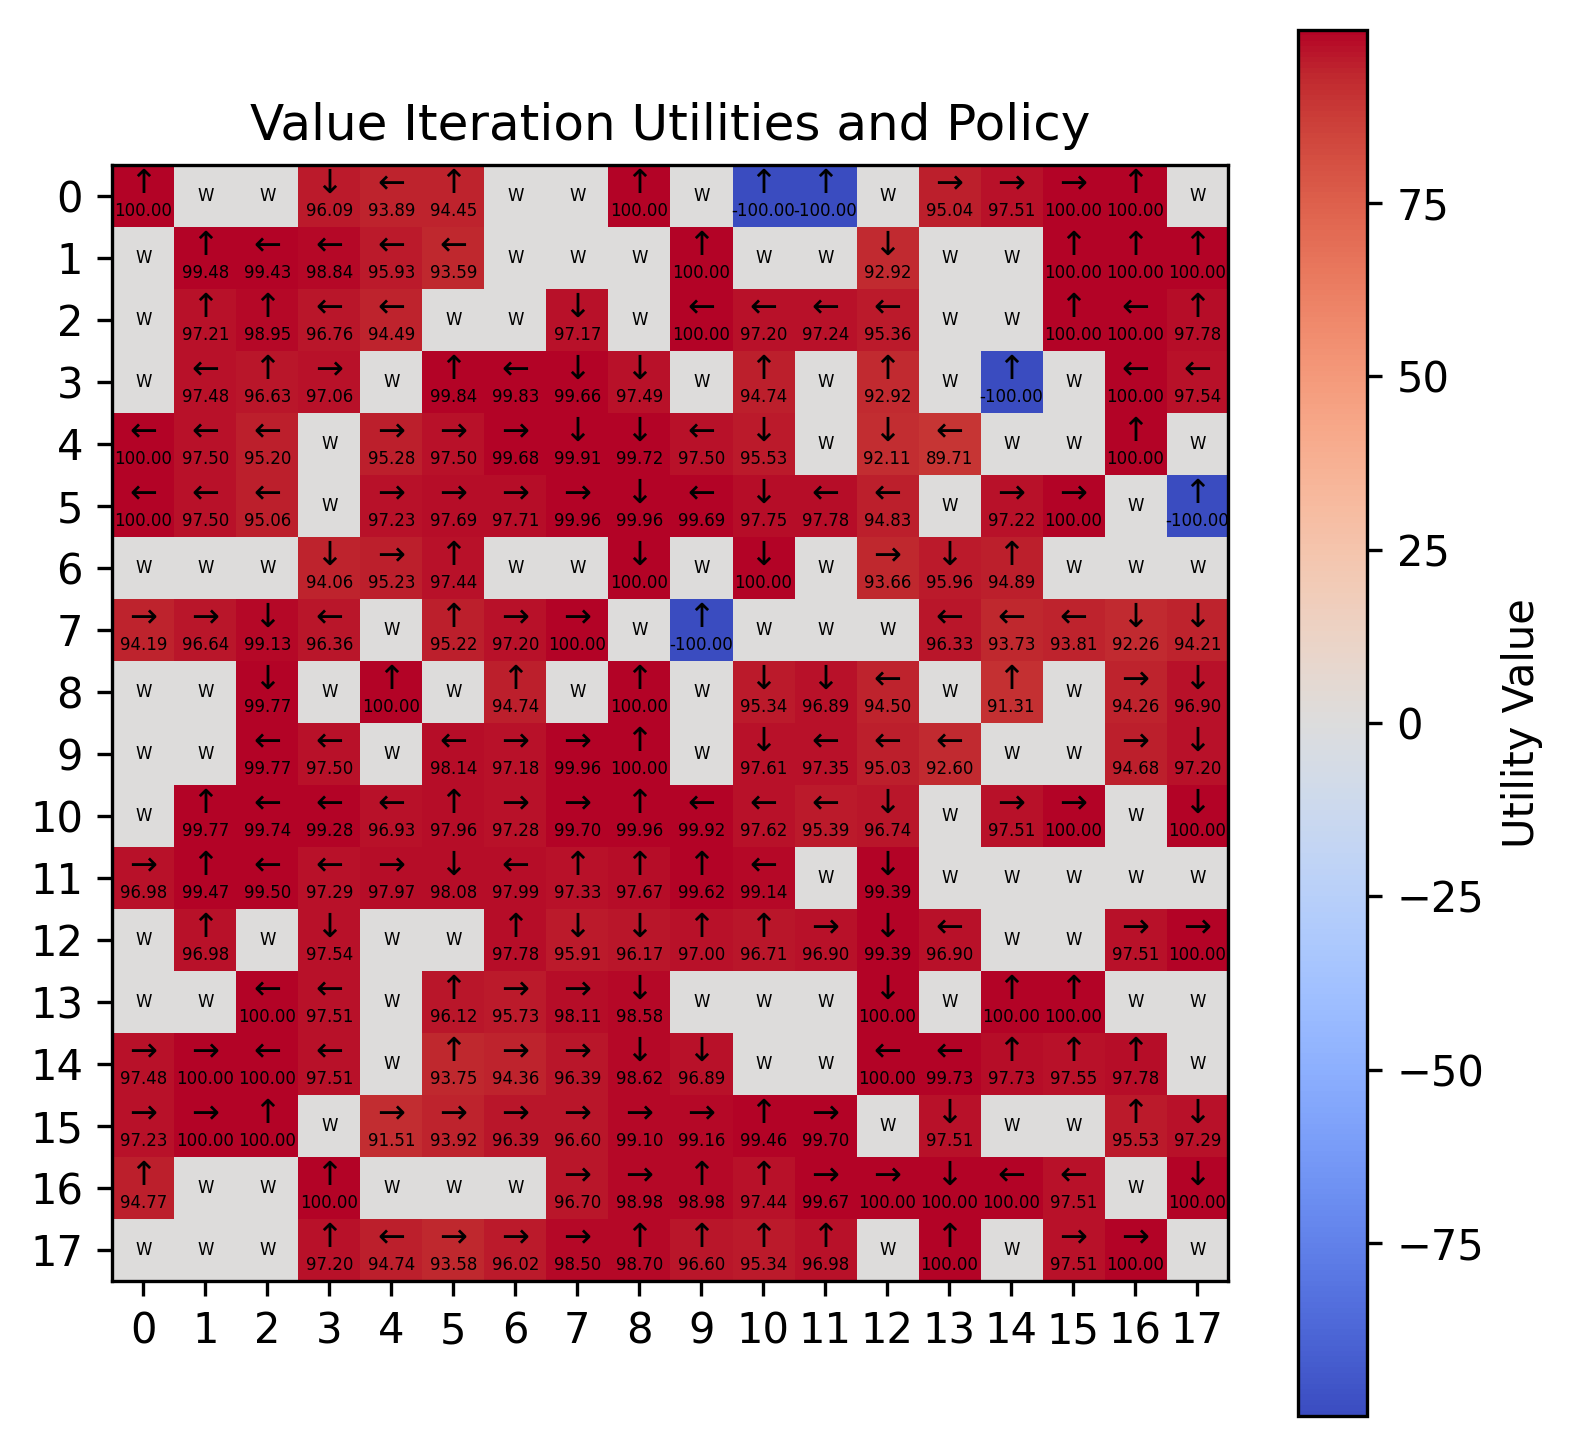 Value Iteration Utilities and Policy
0 ↑ W W ↓ ← ↑ W W ↑ W ↑ ↑ W → → → ↑ W
100.00 96.09 93.89 94.45 100.00 -100.00 -100.00 95.04 97.51 100.00 100.00
1 W ↑ ← ← ← ← W W W ↑ W W ↓ W W ↑ ↑ ↑
99.48 99.43 98.84 95.93 93.59 100.00 92.92 100.00 100.00 100.00
2 W ↑ ↑ ← ← W W ↓ W ← ← ← ← W W ↑ ← ↑
97.21 98.95 96.76 94.49 97.17 100.00 97.20 97.24 95.36 100.00 100.00 97.78
3 W ← ↑ → W ↑ ← ↓ ↓ W ↑ W ↑ W ↑ W ← ←
97.48 96.63 97.06 99.84 99.83 99.66 97.49 94.74 92.92 -100.00 100.00 97.54
4 ← ← ← W → → → ↓ ↓ ← ↓ W ↓ ← W W ↑ W
100.00 97.50 95.20 95.28 97.50 99.68 99.91 99.72 97.50 95.53 92.11 89.71 100.00
5 ← ← ← W → → → → ↓ ← ↓ ← ← W → → W ↑
100.00 97.50 95.06 97.23 97.69 97.71 99.96 99.96 99.69 97.75 97.78 94.83 97.22 100.00 -100.00
6 W W W ↓ → ↑ W W ↓ W ↓ W → ↓ ↑ W W W
94.06 95.23 97.44 100.00 100.00 93.66 95.96 94.89
7 → → ↓ ← W ↑ → → W ↑ W W W ← ← ← ↓ ↓
94.19 96.64 99.13 96.36 95.22 97.20 100.00 -100.00 96.33 93.73 93.81 92.26 94.21
8 W W ↓ W ↑ W ↑ W ↑ W ↓ ↓ ← W ↑ W → ↓
99.77 100.00 94.74 100.00 95.34 96.89 94.50 91.31 94.26 96.90
9 W W ← ← W ← → → ↑ W ↓ ← ← ← W W → ↓
99.77 97.50 98.14 97.18 99.96 100.00 97.61 97.35 95.03 92.60 94.68 97.20
10 W ↑ ← ← ← ↑ → → ↑ ← ← ← ↓ W → → W ↓
99.77 99.74 99.28 96.93 97.96 97.28 99.70 99.96 99.92 97.62 95.39 96.74 97.51 100.00 100.00
11 → ↑ ← ← → ↓ ← ↑ ↑ ↑ ← W ↓ W W W W W
96.98 99.47 99.50 97.29 97.97 98.08 97.99 97.33 97.67 99.62 99.14 99.39
12 W ↑ W ↓ W W ↑ ↓ ↓ ↑ ↑ → ↓ ← W W → →
96.98 97.54 97.78 95.91 96.17 97.00 96.71 96.90 99.39 96.90 97.51 100.00
13 W W ← ← W ↑ → → ↓ W W W ↓ W ↑ ↑ W W
100.00 97.51 96.12 95.73 98.11 98.58 100.00 100.00 100.00
14 → → ← ← W ↑ → → ↓ ↓ W W ← ← ↑ ↑ ↑ W
97.48 100.00 100.00 97.51 93.75 94.36 96.39 98.62 96.89 100.00 99.73 97.73 97.55 97.78
15 → → ↑ W → → → → → → ↑ → W ↓ W W ↑ ↓
97.23 100.00 100.00 91.51 93.92 96.39 96.60 99.10 99.16 99.46 99.70 97.51 95.53 97.29
16 ↑ W W ↑ W W W → → ↑ ↑ → → ↓ ← ← W ↓
94.77 100.00 96.70 98.98 98.98 97.44 99.67 100.00 100.00 100.00 97.51 100.00
17 W W W ↑ ← → → → ↑ ↑ ↑ ↑ W ↑ W → → W
97.20 94.74 93.58 96.02 98.50 98.70 96.60 95.34 96.98 100.00 97.51 100.00
0 1 2 3 4 5 6 7 8 9 10 11 12 13 14 15 16 17
75
50
25
0
−25
−50
−75
Utility Value